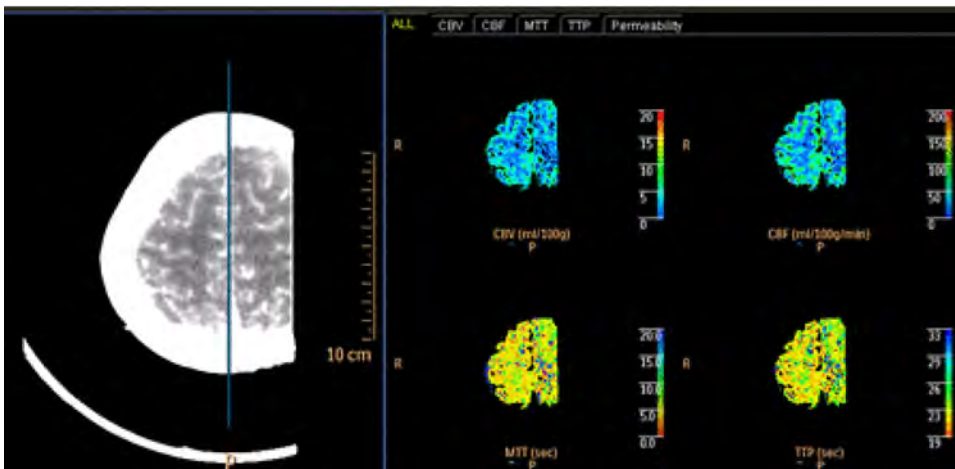 ALL CBV CBF MTT TTP Permeability
10 cm
P
R
20
15
10
5
0
CBV (ml/100g)
P
R
200
150
100
50
0
CBF (ml/100g/min)
P
R
20.0
15.0
10.0
5.0
0.0
MTT (sec)
P
R
33
29
26
23
19
TTP (sec)
P